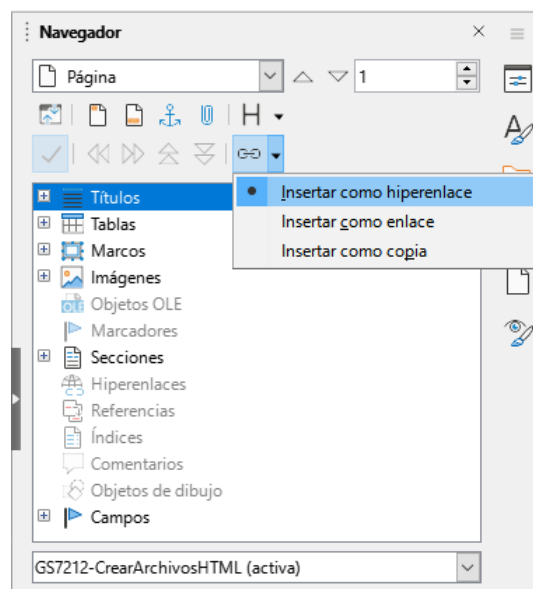 Navegador
Página 1
H
Insertar como hiperenlace
Insertar como enlace
Insertar como copia
Títulos
Tablas
Marcos
Imágenes
OLE Objetos OLE
Marcadores
Secciones
Hiperenlaces
Referencias
Índices
Comentarios
Objetos de dibujo
Campos
GS7212-CrearArchivosHTML (activa)